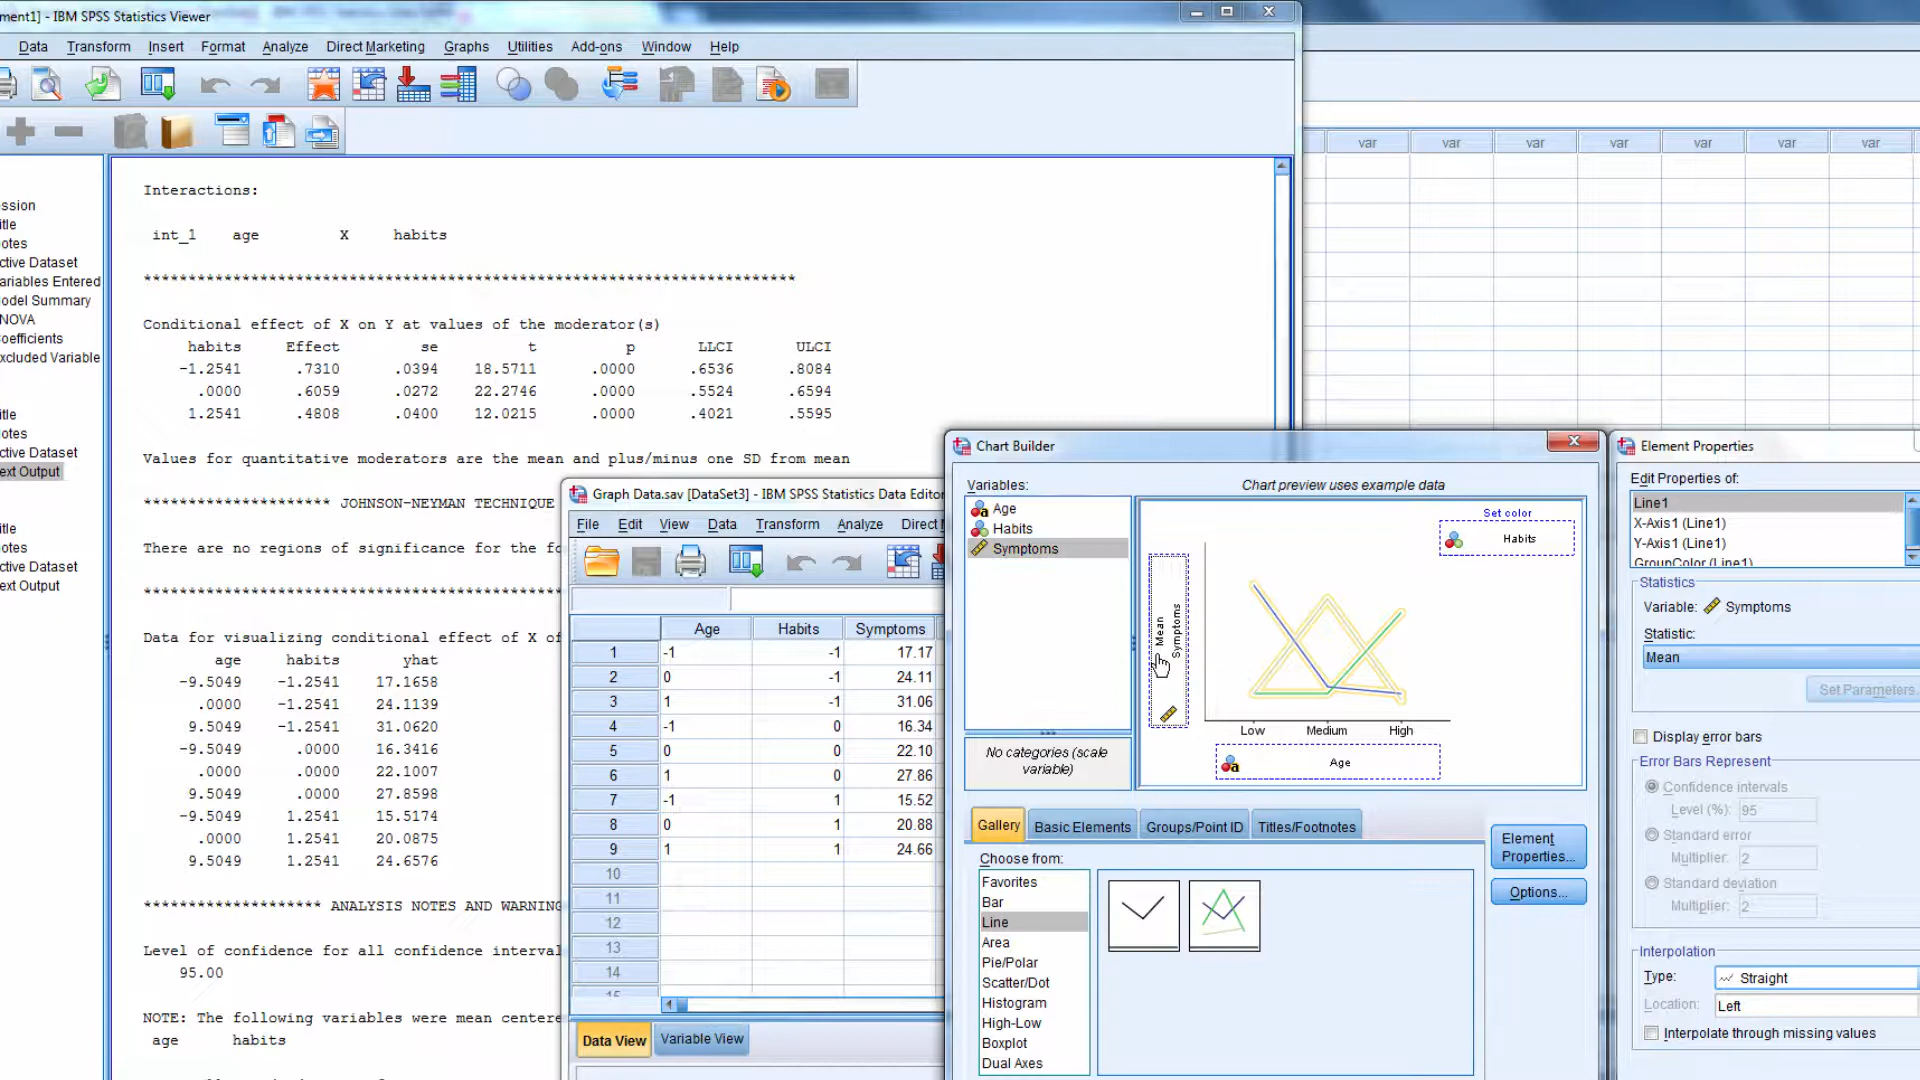 ment1] - IBM SPSS Statistics Viewer
Data Transform Insert Format Analyze Direct Marketing Graphs Utilities Add-ons Window Help
ssion
itle
otes
ctive Dataset
ariables Entered
odel Summary
NOVA
oefficients
xcluded Variable
itle
otes
ctive Dataset
ext Output
itle
otes
ctive Dataset
ext Output
Interactions:
int_1 age X habits
*************************************************************************
Conditional effect of X on Y at values of the moderator(s)
habits Effect se t p LLCI ULCI
-1.2541 .7310 .0394 18.5711 .0000 .6536 .8084
.0000 .6059 .0272 22.2746 .0000 .5524 .6594
1.2541 .4808 .0400 12.0215 .0000 .4021 .5595
Values for quantitative moderators are the mean and plus/minus one SD from mean
********************* JOHNSON-NEYMAN TECHNIQUE
There are no regions of significance for the fo
***********************************************
Data for visualizing conditional effect of X of
age habits yhat
-9.5049 -1.2541 17.1658
.0000 -1.2541 24.1139
9.5049 -1.2541 31.0620
-9.5049 .0000 16.3416
.0000 .0000 22.1007
9.5049 .0000 27.8598
-9.5049 1.2541 15.5174
.0000 1.2541 20.0875
9.5049 1.2541 24.6576
******************** ANALYSIS NOTES AND WARNING
Level of confidence for all confidence interval
95.00
NOTE: The following variables were mean centere
age habits
var var var var var var var
Graph Data.sav [DataSet3] - IBM SPSS Statistics Data Editor
File Edit View Data Transform Analyze Direct M
Age Habits Symptoms
1 -1 -1 17.17
2 0 -1 24.11
3 1 -1 31.06
4 -1 0 16.34
5 0 0 22.10
6 1 0 27.86
7 -1 1 15.52
8 0 1 20.88
9 1 1 24.66
10
11
12
13
14
15
Data View Variable View
Chart Builder
Variables:
Age
Habits
Symptoms
No categories (scale
variable)
Chart preview uses example data
Set color
Habits
Mean
Symptoms
Low Medium High
Age
Gallery Basic Elements Groups/Point ID Titles/Footnotes
Choose from:
Favorites
Bar
Line
Area
Pie/Polar
Scatter/Dot
Histogram
High-Low
Boxplot
Dual Axes
Element
Properties...
Options...
Element Properties
Edit Properties of:
Line1
X-Axis1 (Line1)
Y-Axis1 (Line1)
GroupColor (Line1)
Statistics
Variable: Symptoms
Statistic:
Mean
Set Parameters...
Display error bars
Error Bars Represent
Confidence intervals
Level (%): 95
Standard error
Multiplier: 2
Standard deviation
Multiplier: 2
Interpolation
Type: Straight
Location: Left
Interpolate through missing values